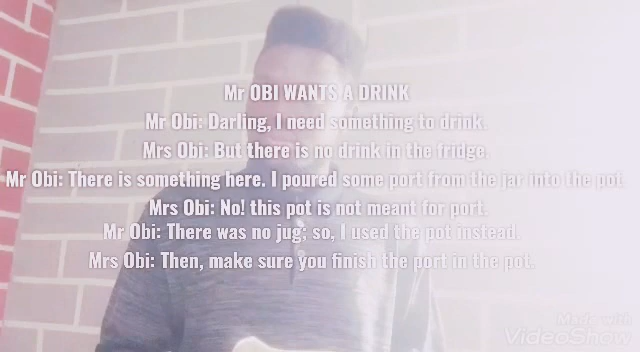 Mr OBI WANTS A DRINK
Mr Obi: Darling, I need something to drink.
Mrs Obi: But there is no drink in the fridge.
Mr Obi: There is something here. I poured some port from the jar into the pot.
Mrs Obi: No! this pot is not meant for port.
Mr Obi: There was no jug; so, I used the pot instead.
Mrs Obi: Then, make sure you finish the port in the pot.
Made with
VideoShow